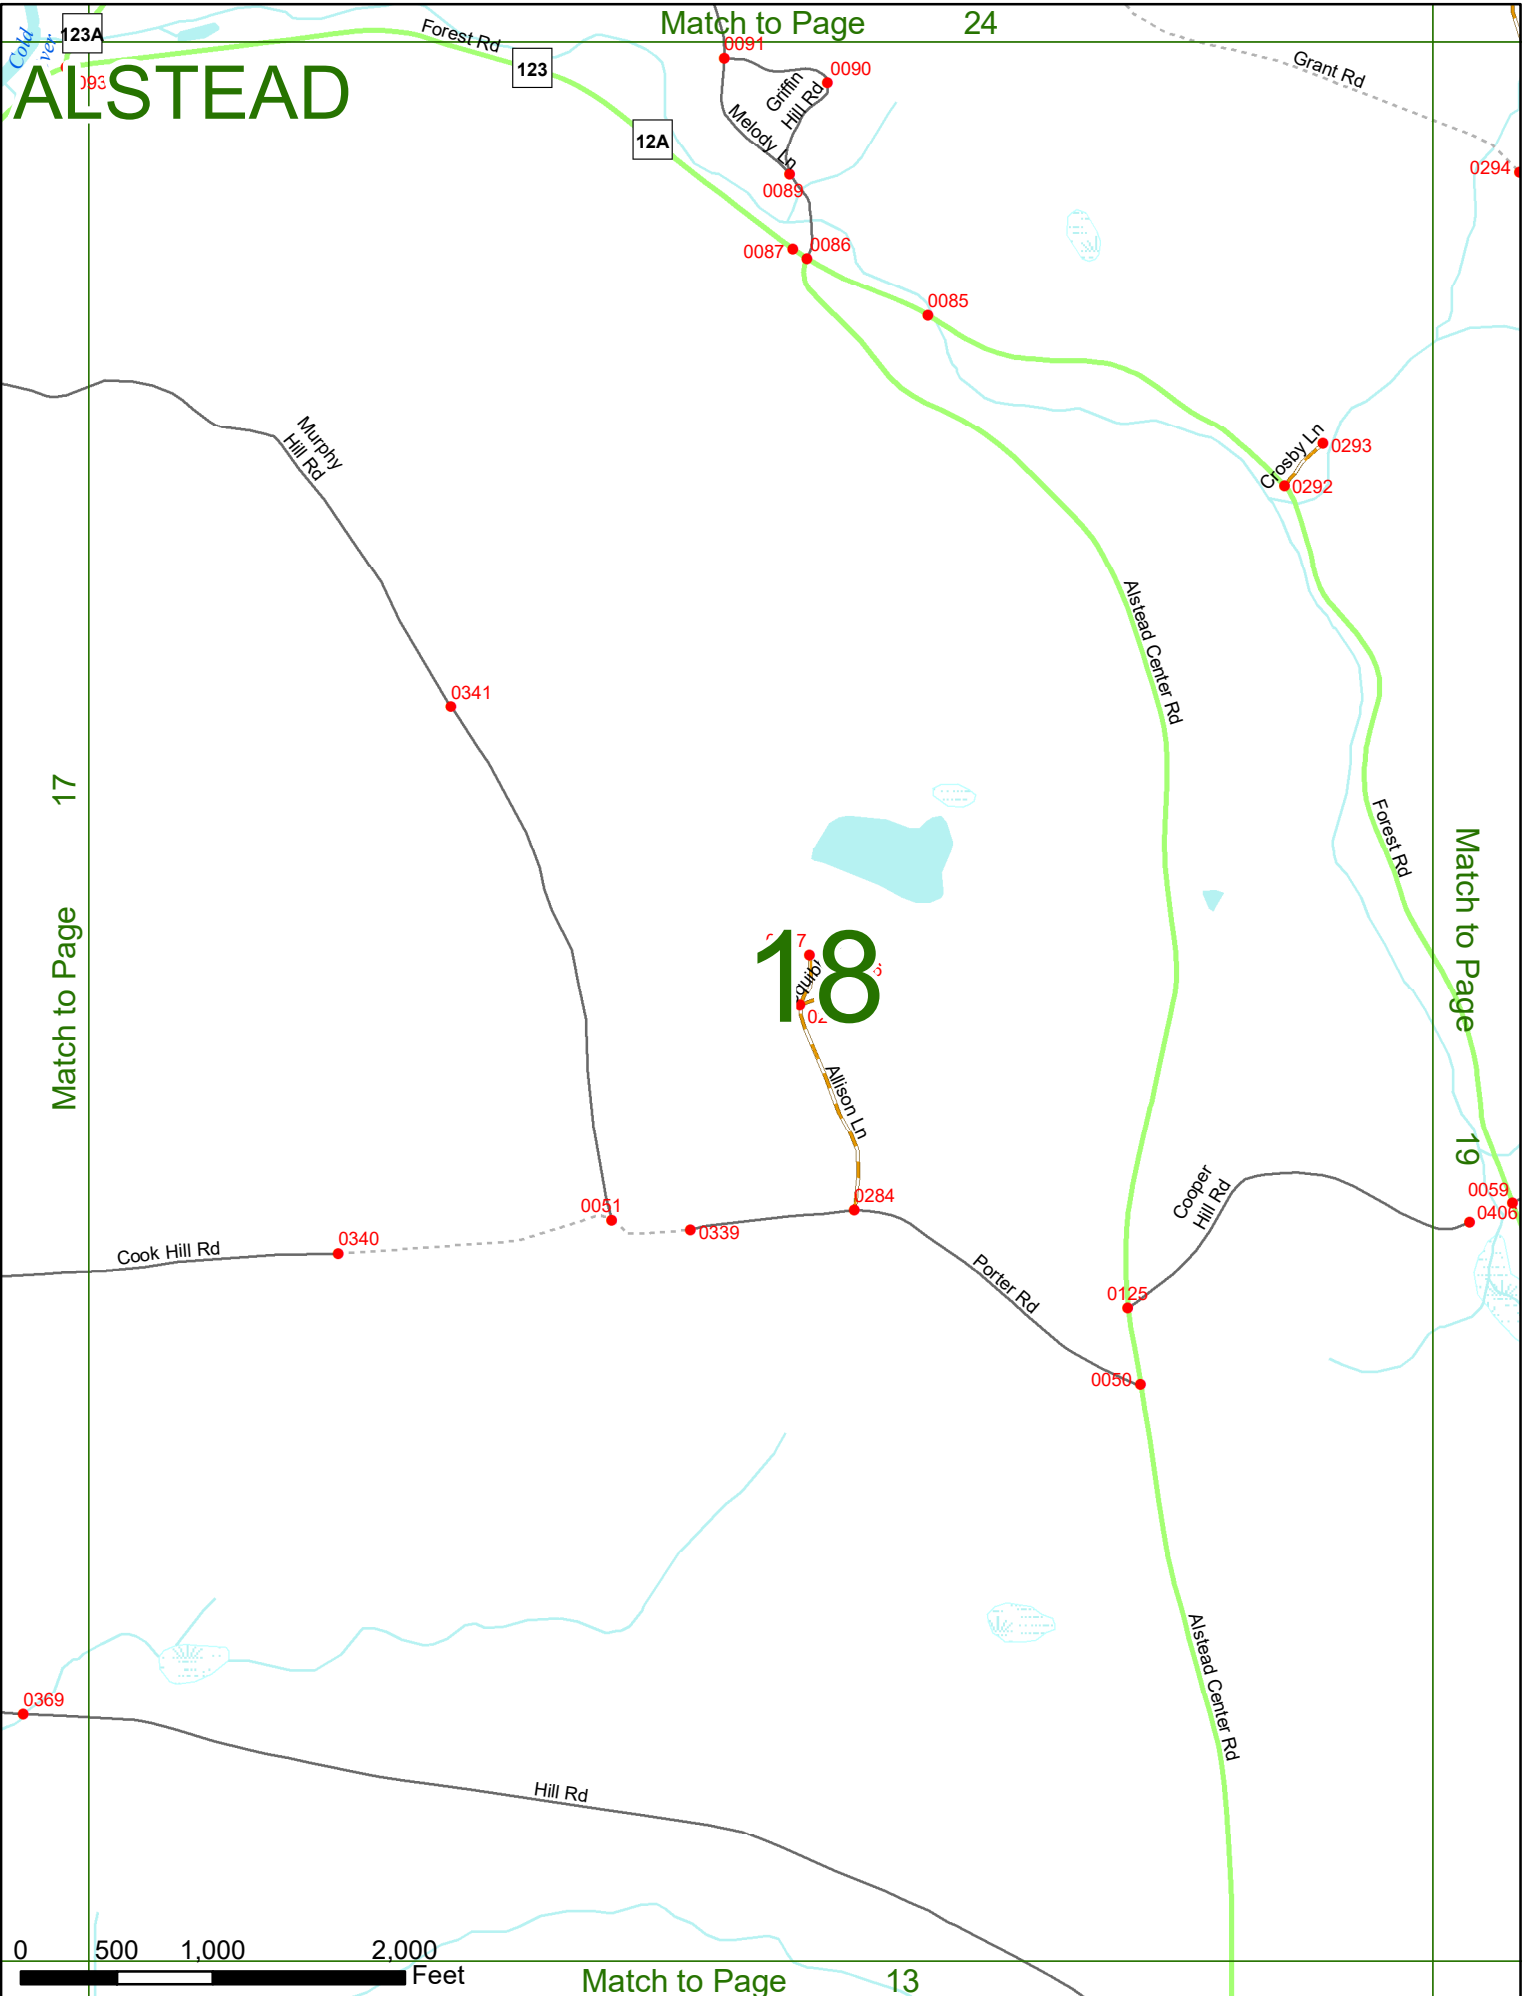 Match to Page 24
123A
Cold
Forest Rd
0091
Grant Rd
ALSTEAD
123
0090
Griffin
Hill Rd
12A
Melody Ln
0294
0089
0087
0086
0085
Murphy
Hill Rd
Crosby Ln
0293
0292
Alstead Center Rd
0341
Match to Page 17
Forest Rd
Match to Page 19
18
Allison Ln
Cooper
Hill Rd
0284
0051
0059
0406
0339
0340
Cook Hill Rd
Porter Rd
0125
0050
Alstead Center Rd
0369
Hill Rd
0 500 1,000 2,000
Feet
Match to Page 13